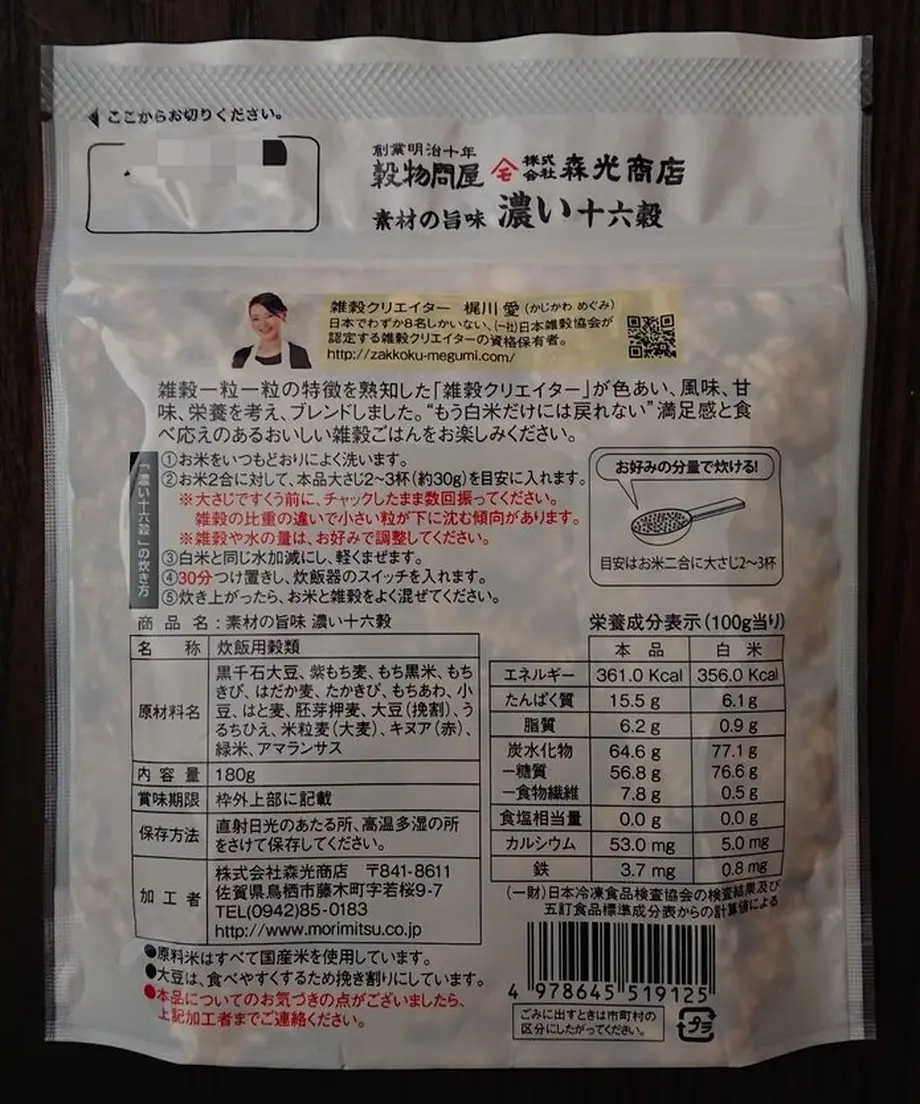 ここからお切りください。
創業明治十年
穀物問屋 株式会社 森光商店
素材の旨味 濃い十六穀
雑穀クリエイター 梶川 愛(かじかわ めぐみ)
日本でわずか8名しかいない、(一社)日本雑穀協会が
認定する雑穀クリエイターの資格保有者。
http://zakkoku-megumi.com/
雑穀一粒一粒の特徴を熟知した「雑穀クリエイター」が色あい、風味、甘
味、栄養を考え、ブレンドしました。“もう白米だけには戻れない”満足感と食
べ応えのあるおいしい雑穀ごはんをお楽しみください。
「濃い十六穀」の炊き方
①お米をいつもどおりによく洗います。
②お米2合に対して、本品大さじ2~3杯(約30g)を目安に入れます。
※大さじですくう前に、チャックしたまま数回振ってください。
雑穀の比重の違いで小さい粒が下に沈む傾向があります。
※雑穀や水の量は、お好みで調整してください。
③白米と同じ水加減にし、軽くまぜます。
④30分つけ置きし、炊飯器のスイッチを入れます。
⑤炊き上がったら、お米と雑穀をよく混ぜてください。
お好みの分量で炊ける!
目安はお米二合に大さじ2~3杯
商品名:素材の旨味 濃い十六穀
名称 炊飯用穀類
原材料名 黒千石大豆、紫もち麦、もち黒米、もち
きび、はだか麦、たかきび、もちあわ、小
豆、はと麦、胚芽押麦、大豆(挽割)、う
るちひえ、米粒麦(大麦)、キヌア(赤)、
緑米、アマランサス
内容量 180g
賞味期限 枠外上部に記載
保存方法 直射日光のあたる所、高温多湿の所
をさけて保存してください。
加工者 株式会社森光商店 〒841-8611
佐賀県鳥栖市藤木町字若桜9-7
TEL(0942)85-0183
http://www.morimitsu.co.jp
●原料米はすべて国産米を使用しています。
●大豆は、食べやすくするため挽き割りにしています。
●本品についてのお気づきの点がございましたら、
上記加工者までご連絡ください。
栄養成分表示(100g当り)
本品 白米
エネルギー 361.0 Kcal 356.0 Kcal
たんぱく質 15.5 g 6.1 g
脂質 6.2 g 0.9 g
炭水化物 64.6 g 77.1 g
−糖質 56.8 g 76.6 g
−食物繊維 7.8 g 0.5 g
食塩相当量 0.0 g 0.0 g
カルシウム 53.0 mg 5.0 mg
鉄 3.7 mg 0.8 mg
(一財)日本冷凍食品検査協会の検査結果及び
五訂食品標準成分表からの計算値による
4 978645 519125
ごみに出すときは市町村の
区分にしたがってください。
プラ